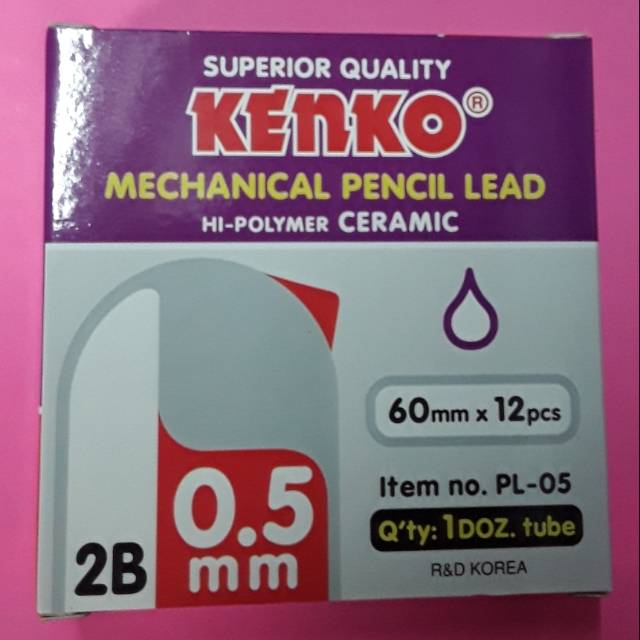 SUPERIOR QUALITY
KENKO®
MECHANICAL PENCIL LEAD
HI-POLYMER CERAMIC
60mm x 12pcs
Item no. PL-05
Q'ty: 1DOZ. tube
R&D KOREA
0.5
mm
2B